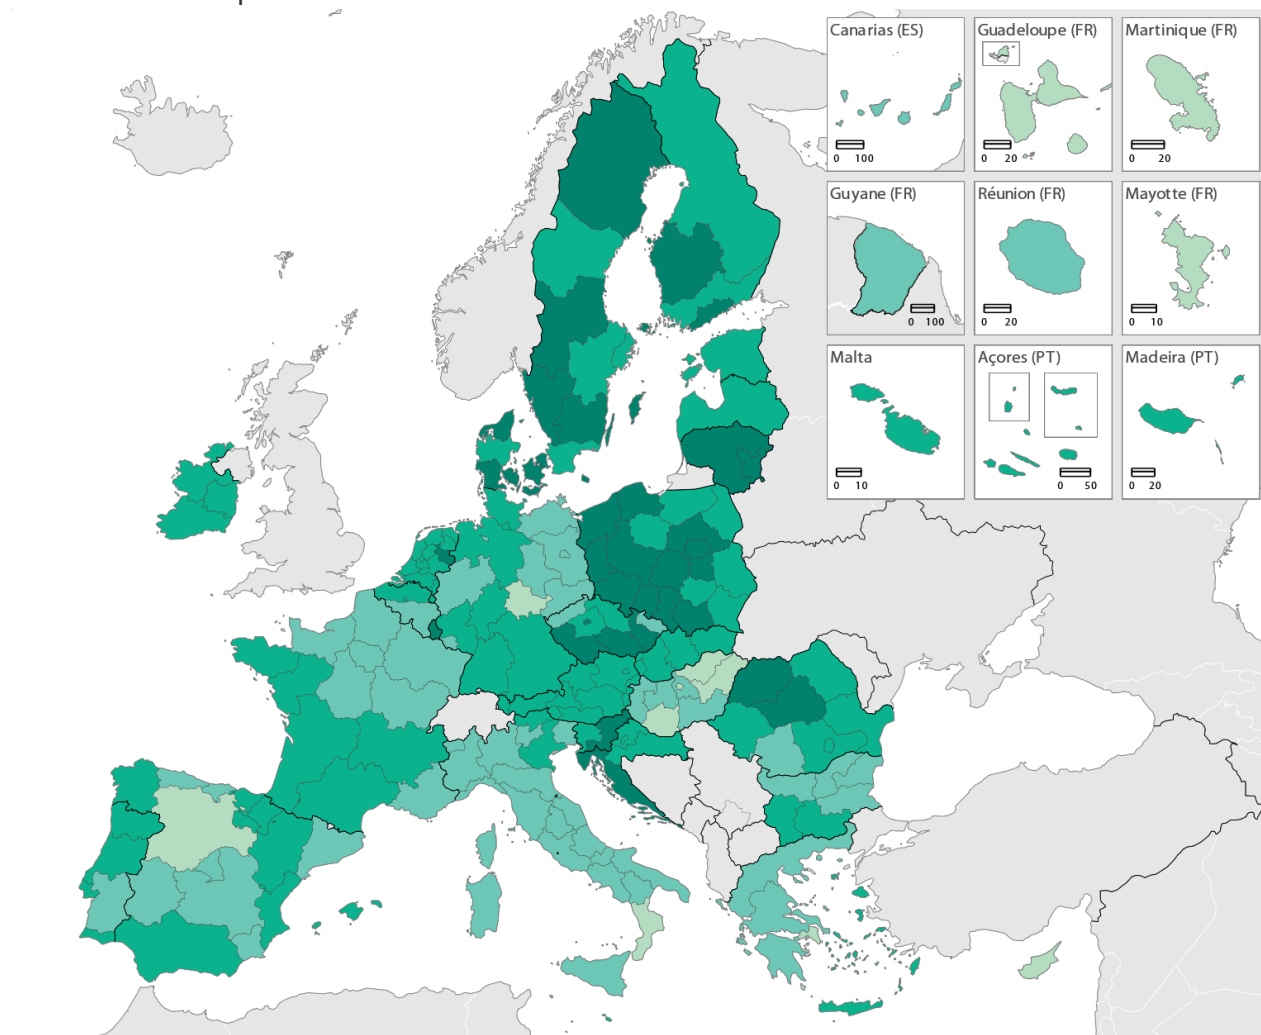 Canarias (ES)
0 100
Guadeloupe (FR)
0 20
Martinique (FR)
0 20
Guyane (FR)
0 100
Réunion (FR)
0 20
Mayotte (FR)
0 10
Malta
0 10
Açores (PT)
0 50
Madeira (PT)
0 20